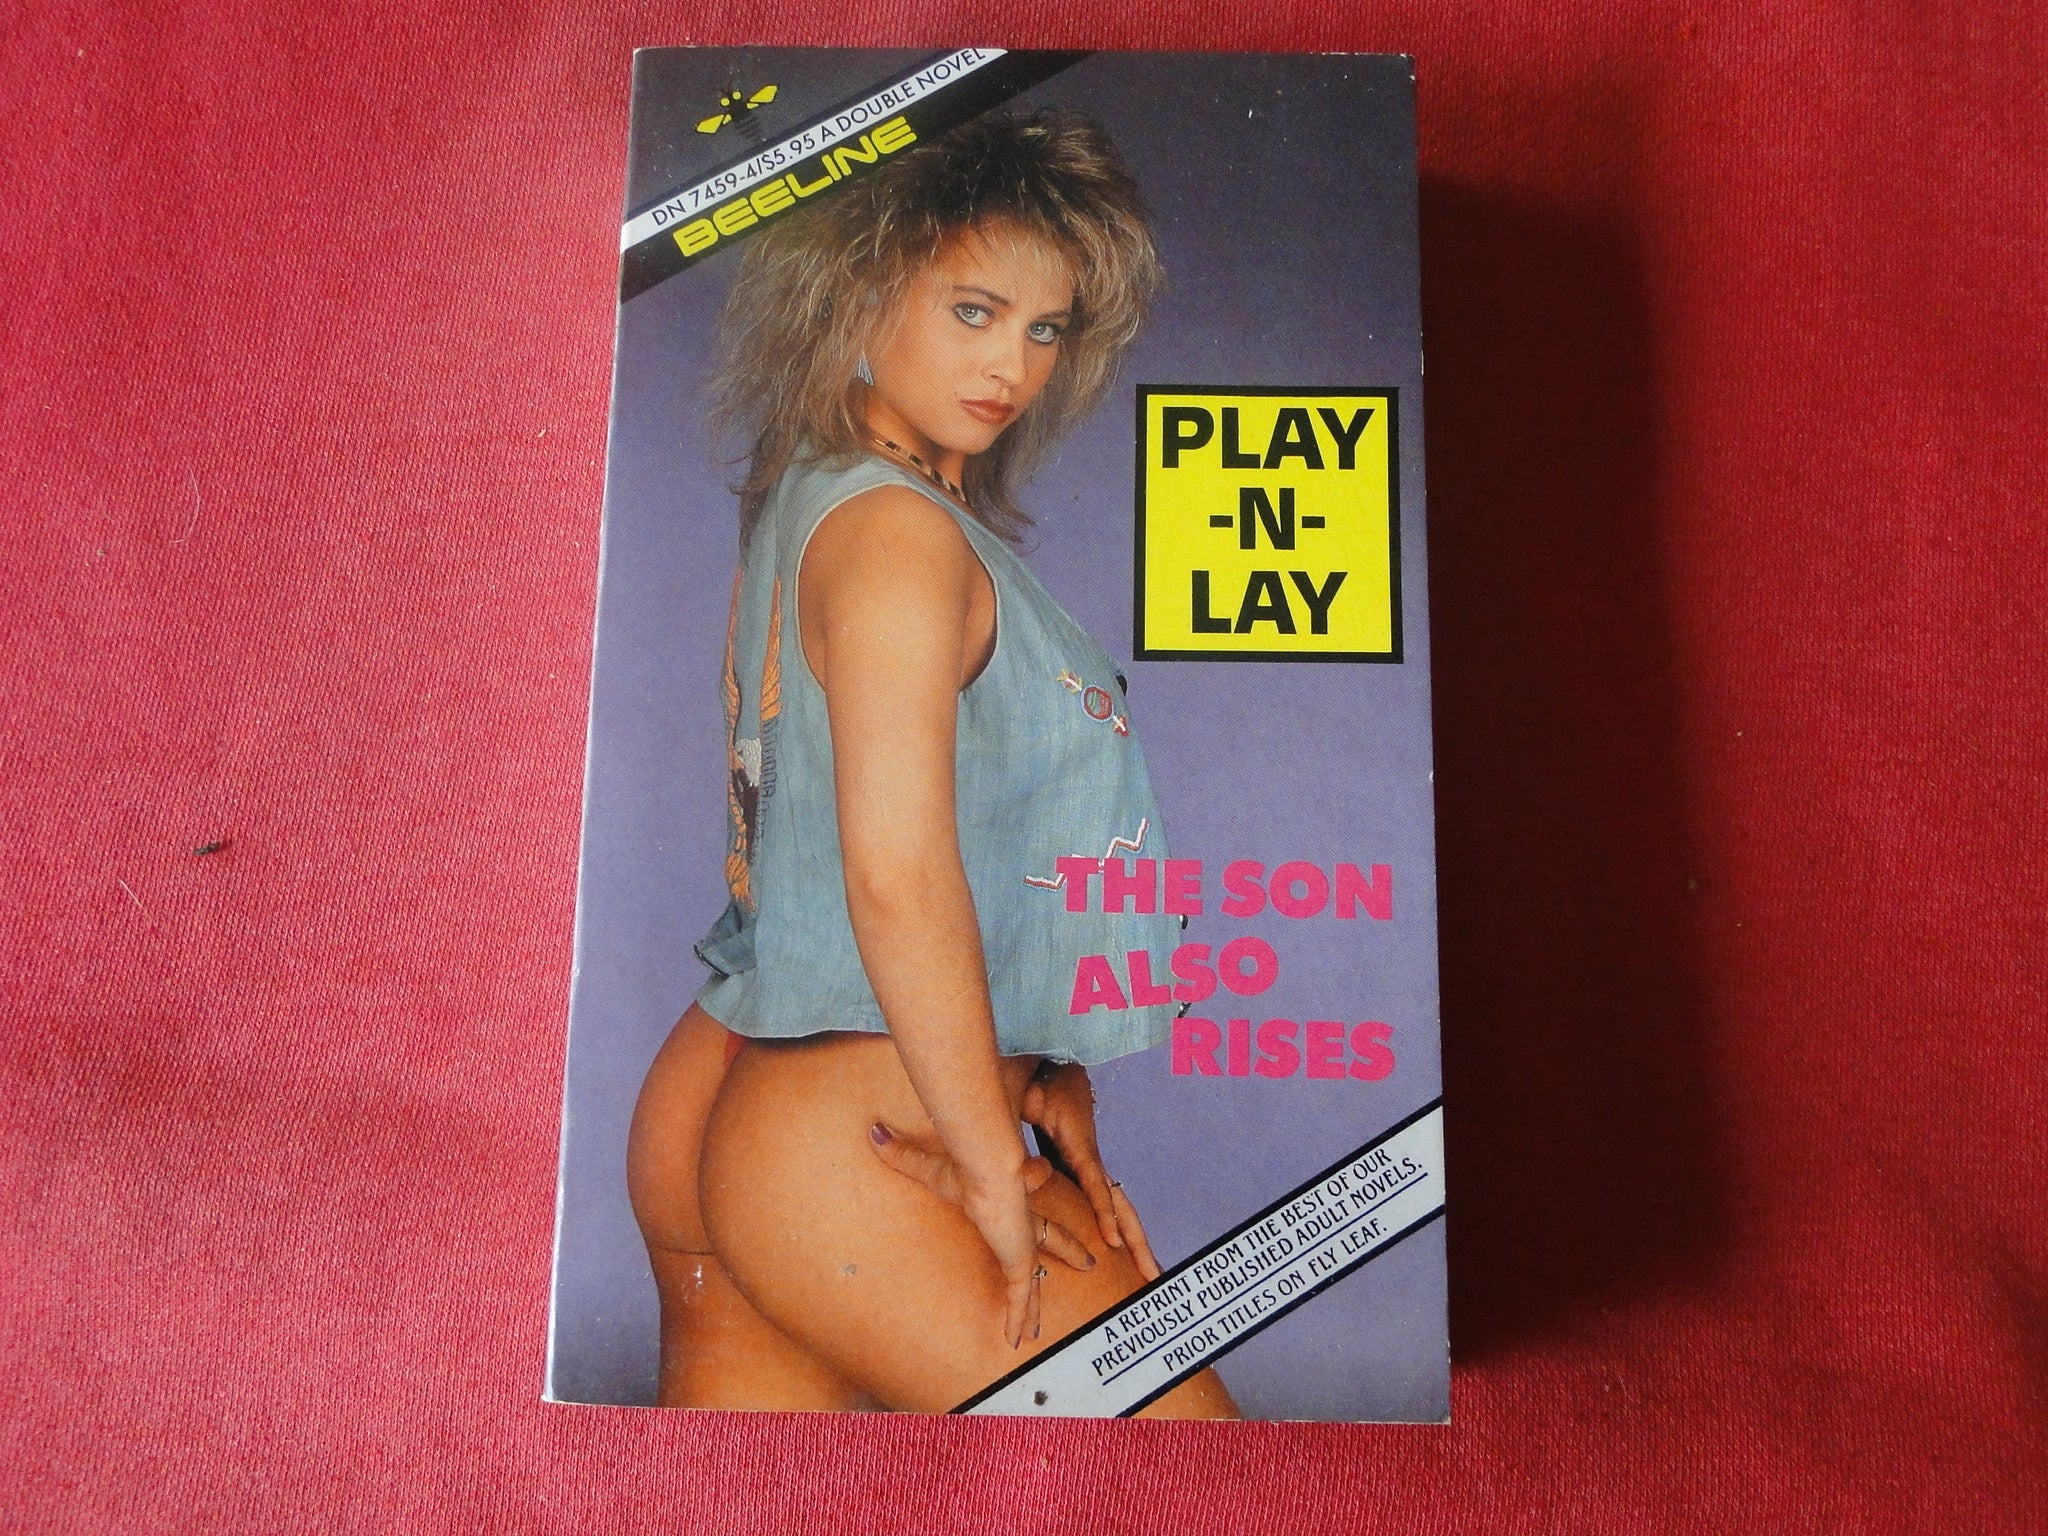 DN 7459-4/$5.95 A DOUBLE NOVEL
BEELINE
PLAY
-N-
LAY
THE SON
ALSO
RISES
A REPRINT FROM THE BEST OF OUR
PREVIOUSLY PUBLISHED ADULT NOVELS.
PRIOR TITLES ON FLY LEAF.